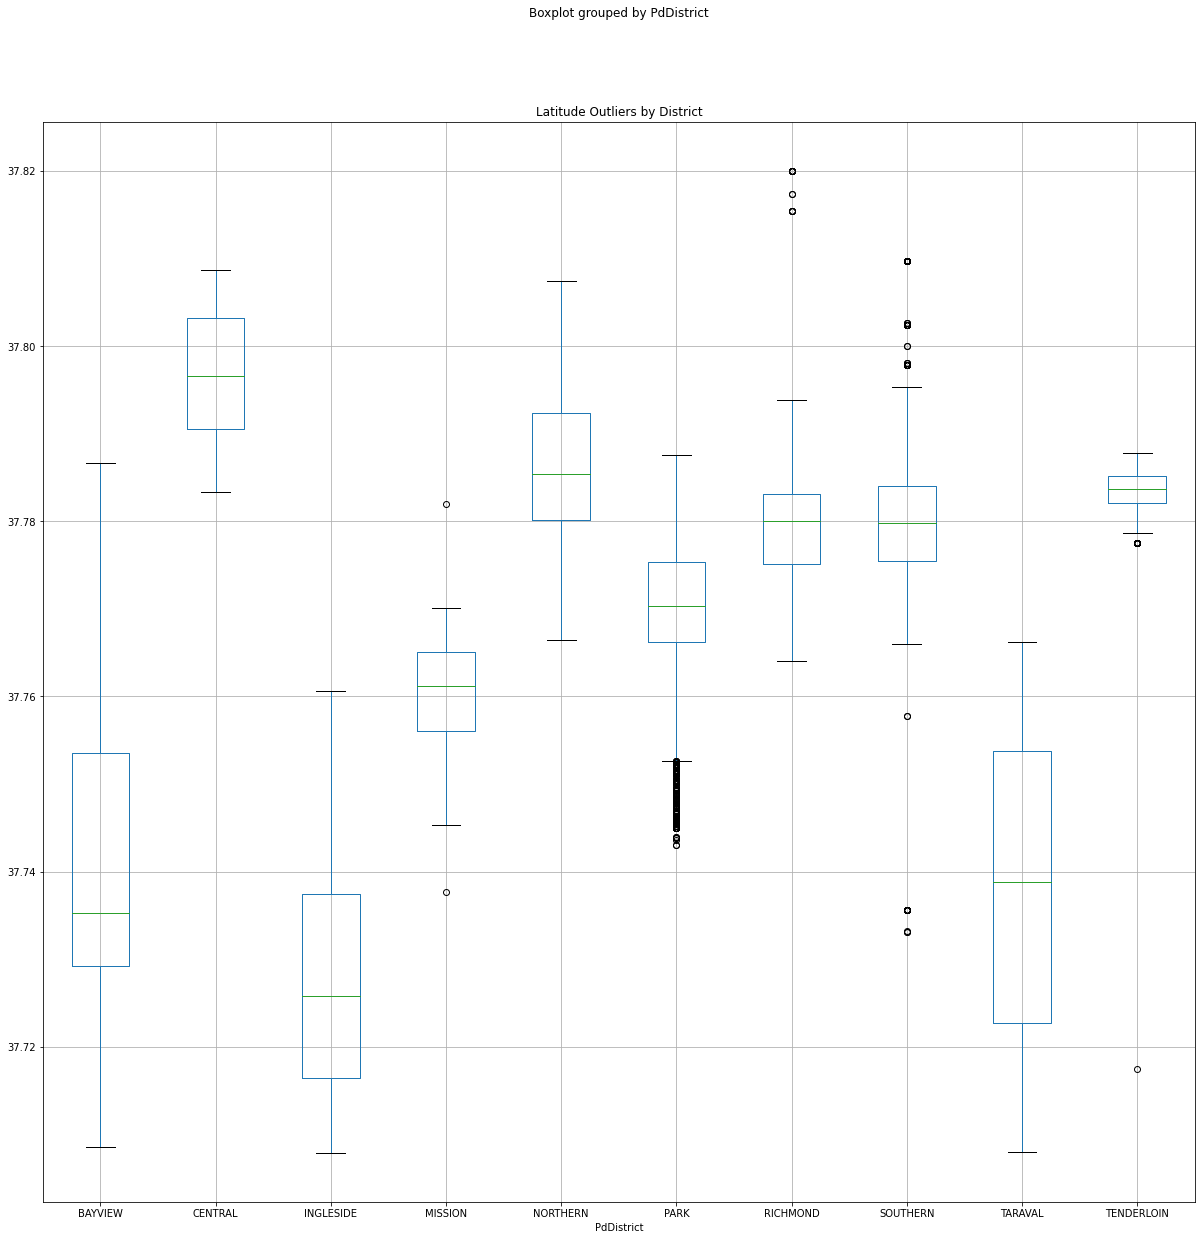 Boxplot grouped by PdDistrict
Latitude Outliers by District
37.82
37.80
37.78
37.76
37.74
37.72
BAYVIEW CENTRAL INGLESIDE MISSION NORTHERN PARK RICHMOND SOUTHERN TARAVAL TENDERLOIN
PdDistrict